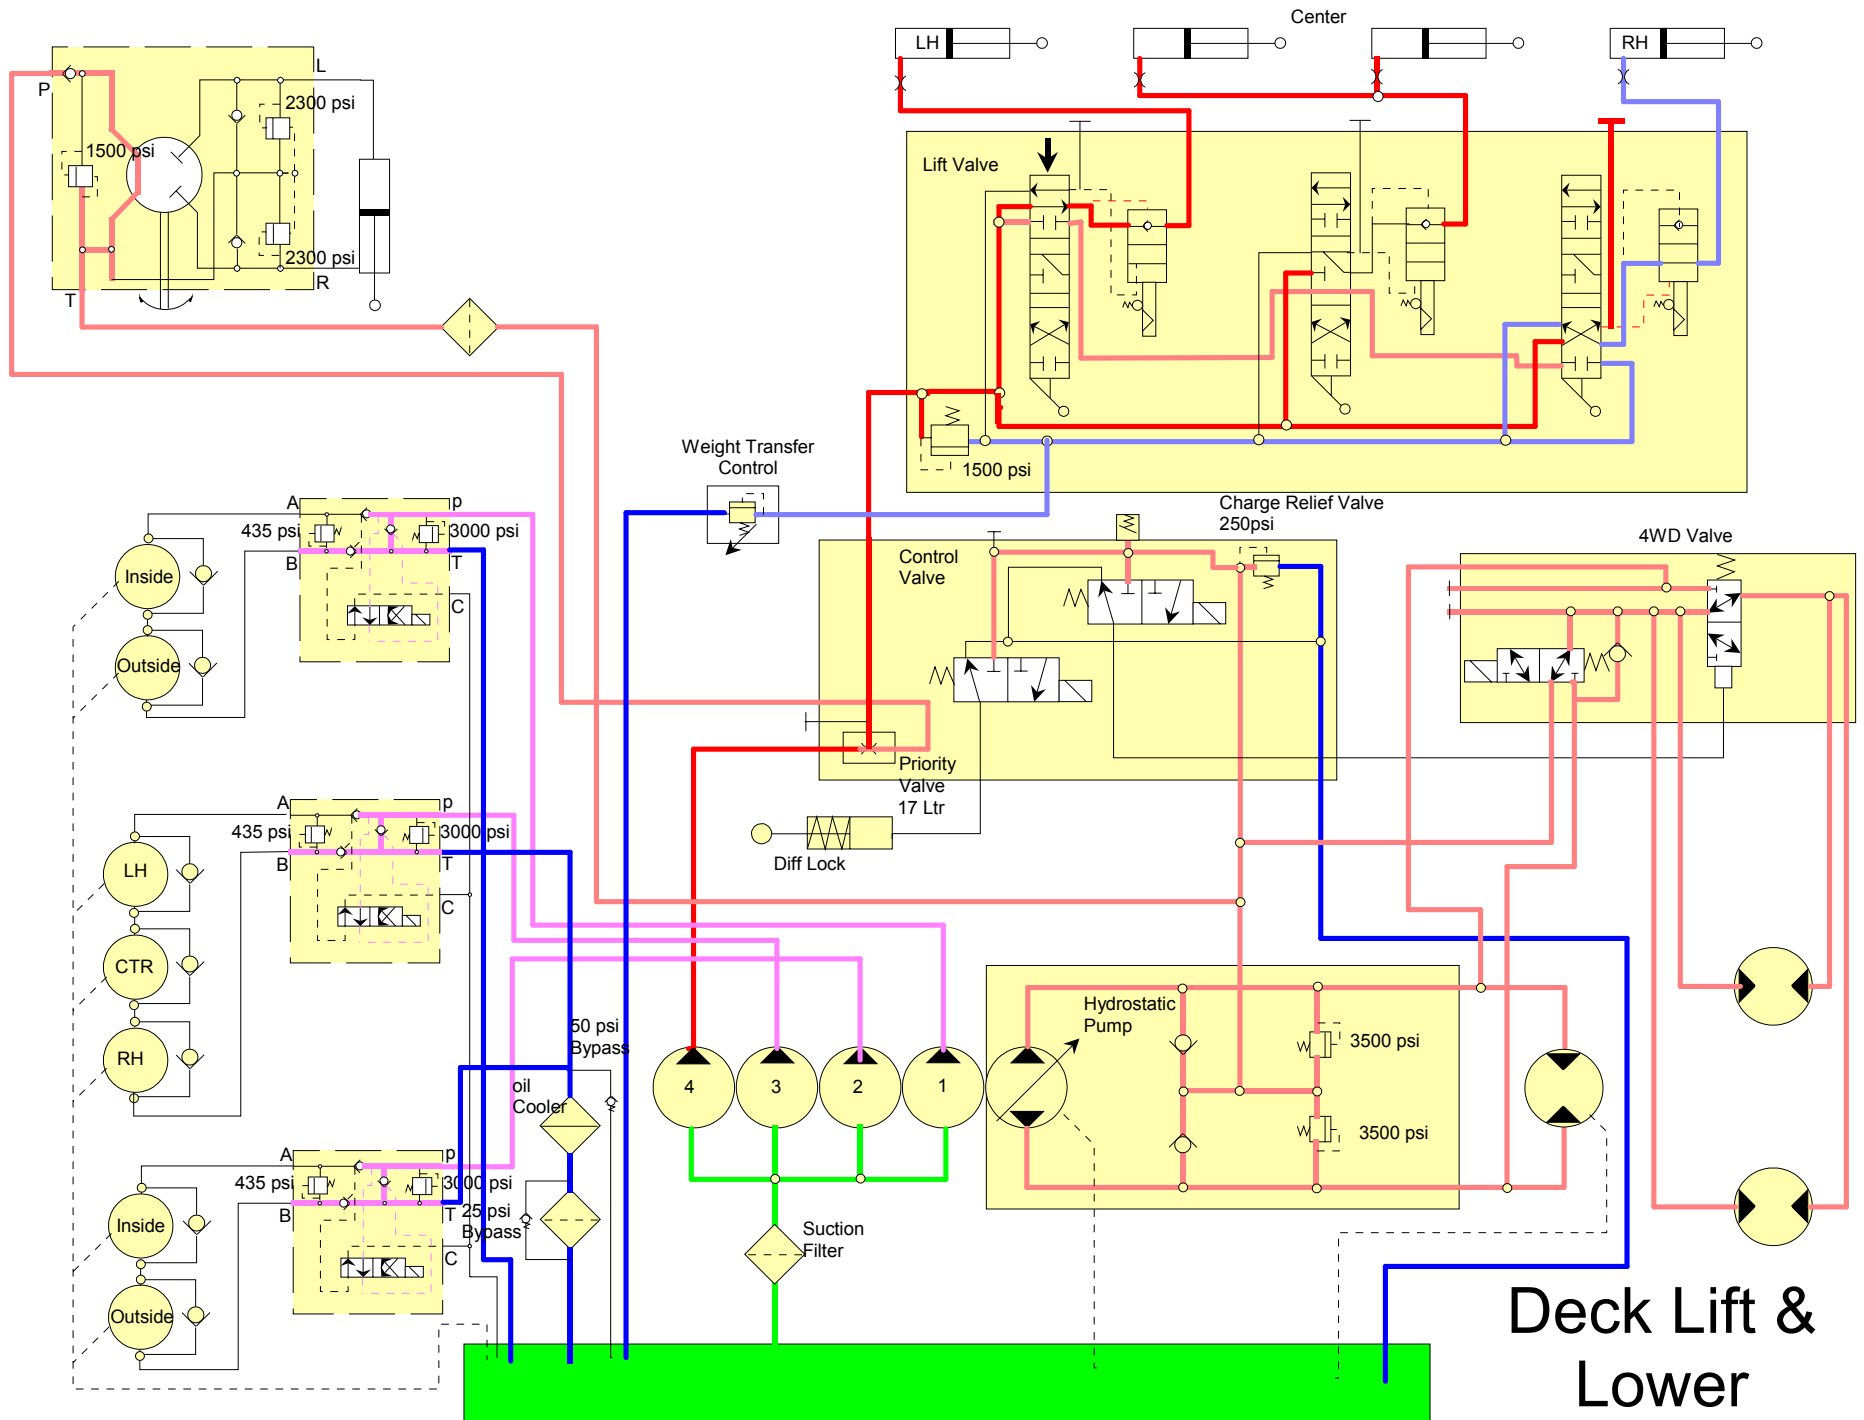 Center
LH
RH
L
P
2300 psi
1500 psi
2300 psi
R
T
Lift Valve
1500 psi
Weight Transfer
Control
Charge Relief Valve
250psi
Control
Valve
4WD Valve
A
p
435 psi
3000 psi
B
T
C
Inside
Outside
Priority
Valve
17 Ltr
Diff Lock
A
p
435 psi
3000 psi
B
T
C
LH
CTR
RH
50 psi
Bypass
oil
Cooler
4
3
2
1
Hydrostatic
Pump
3500 psi
3500 psi
A
p
435 psi
3000 psi
B
T
C
25 psi
Bypass
Inside
Outside
Suction
Filter
Deck Lift &
Lower